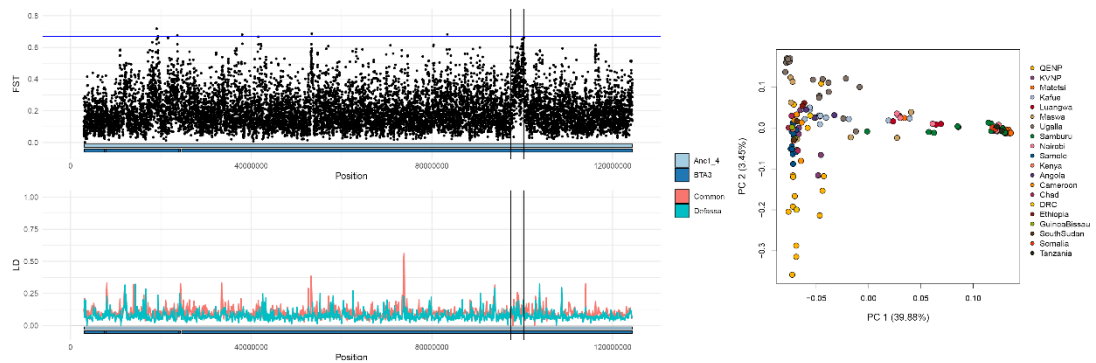 0.8
0.6
0.4
0.2
0.0
FST
0
40000000
80000000
120000000
Position
Anc1_4
BTA3
Common
Defassa
1.00
0.75
0.50
0.25
0.00
LD
0
40000000
80000000
120000000
Position
0.1
0.0
−0.1
−0.2
−0.3
PC 2 (3.45%)
−0.05
0.00
0.05
0.10
PC 1 (39.88%)
QENP
KVNP
Matetsi
Kafue
Luangwa
Maswa
Ugalla
Samburu
Nairobi
Samole
Kenya
Angola
Cameroon
Chad
DRC
Ethiopia
GuineaBissau
SouthSudan
Somalia
Tanzania